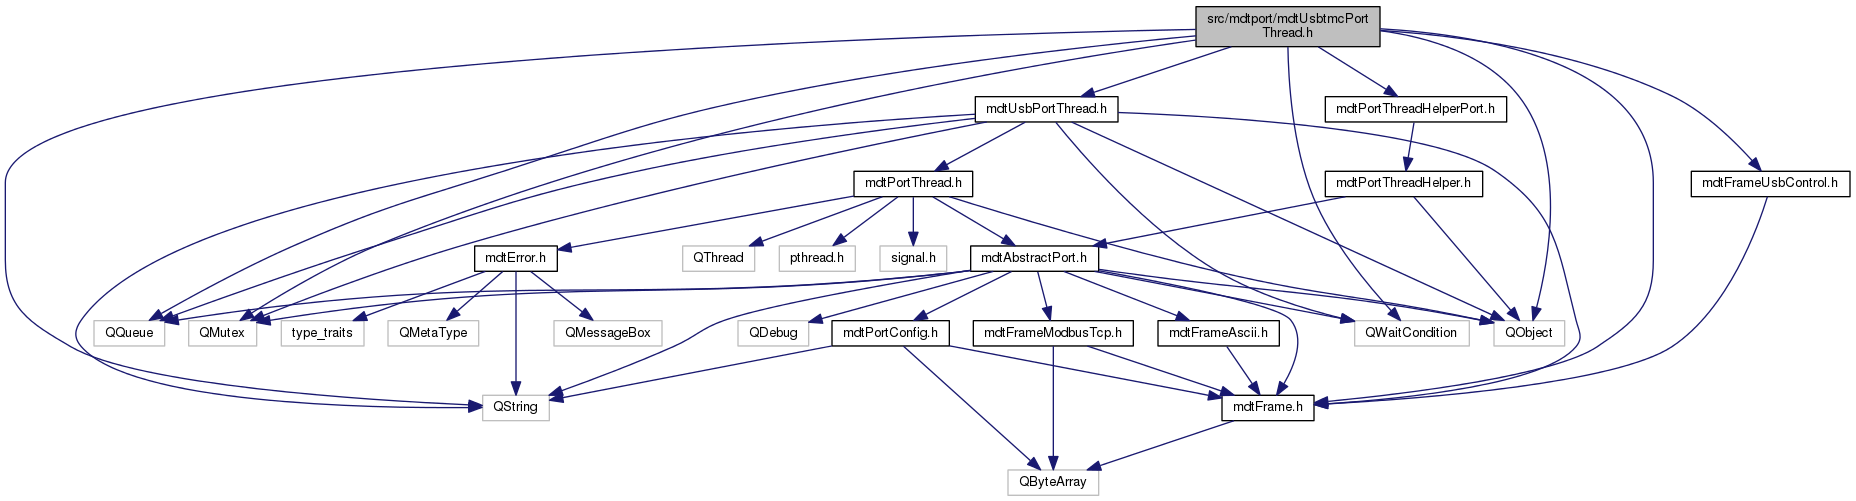 src/mdtport/mdtUsbtmcPort
Thread.h
mdtUsbPortThread.h
mdtPortThreadHelperPort.h
mdtPortThread.h
mdtPortThreadHelper.h
mdtFrameUsbControl.h
mdtError.h
QThread
pthread.h
signal.h
mdtAbstractPort.h
QQueue
QMutex
type_traits
QMetaType
QMessageBox
QDebug
mdtPortConfig.h
mdtFrameModbusTcp.h
mdtFrameAscii.h
QWaitCondition
QObject
QString
mdtFrame.h
QByteArray